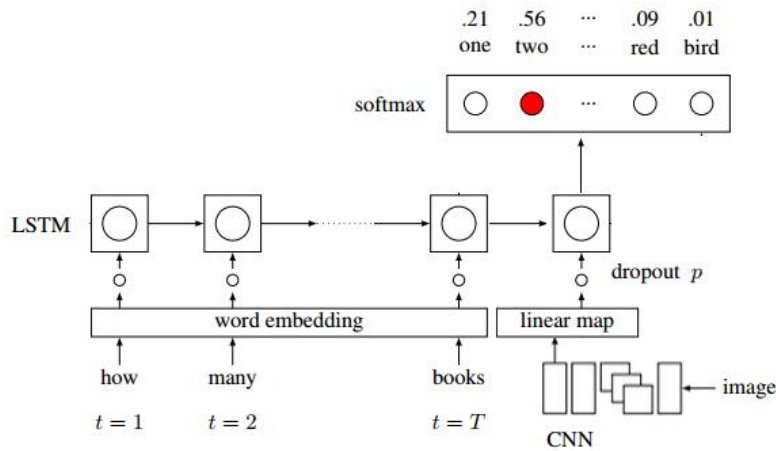 .21 .56 ... .09 .01
one two ... red bird
softmax ...
LSTM
dropout p
word embedding linear map
how many books
image
t = 1 t = 2 t = T
CNN